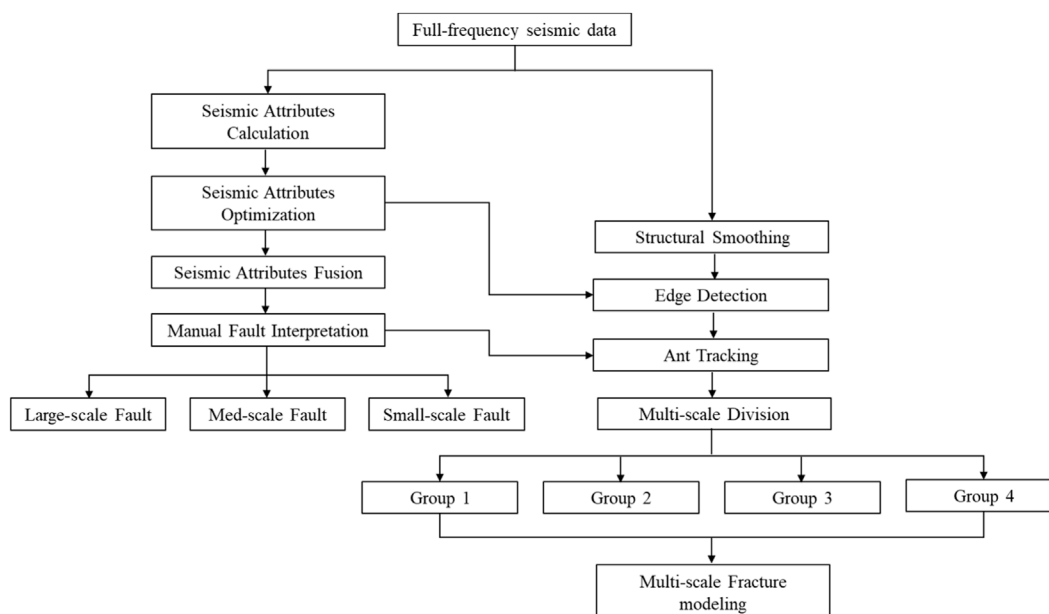 Full-frequency seismic data
Seismic Attributes
Calculation
Seismic Attributes
Optimization
Structural Smoothing
Seismic Attributes Fusion
Edge Detection
Manual Fault Interpretation
Ant Tracking
Large-scale Fault
Med-scale Fault
Small-scale Fault
Multi-scale Division
Group 1
Group 2
Group 3
Group 4
Multi-scale Fracture
modeling